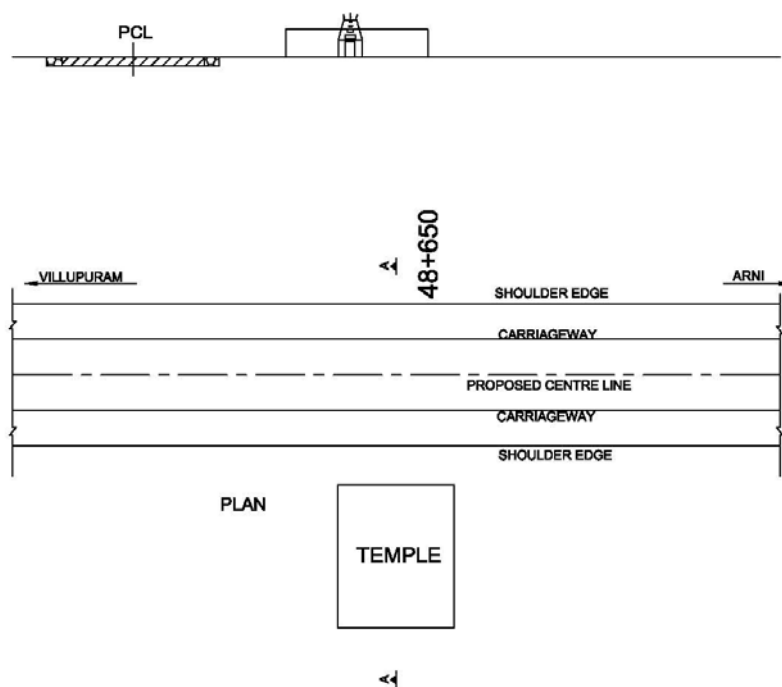 PCL
A
48+650
VILLUPURAM
ARNI
SHOULDER EDGE
CARRIAGEWAY
PROPOSED CENTRE LINE
CARRIAGEWAY
SHOULDER EDGE
PLAN
TEMPLE
A